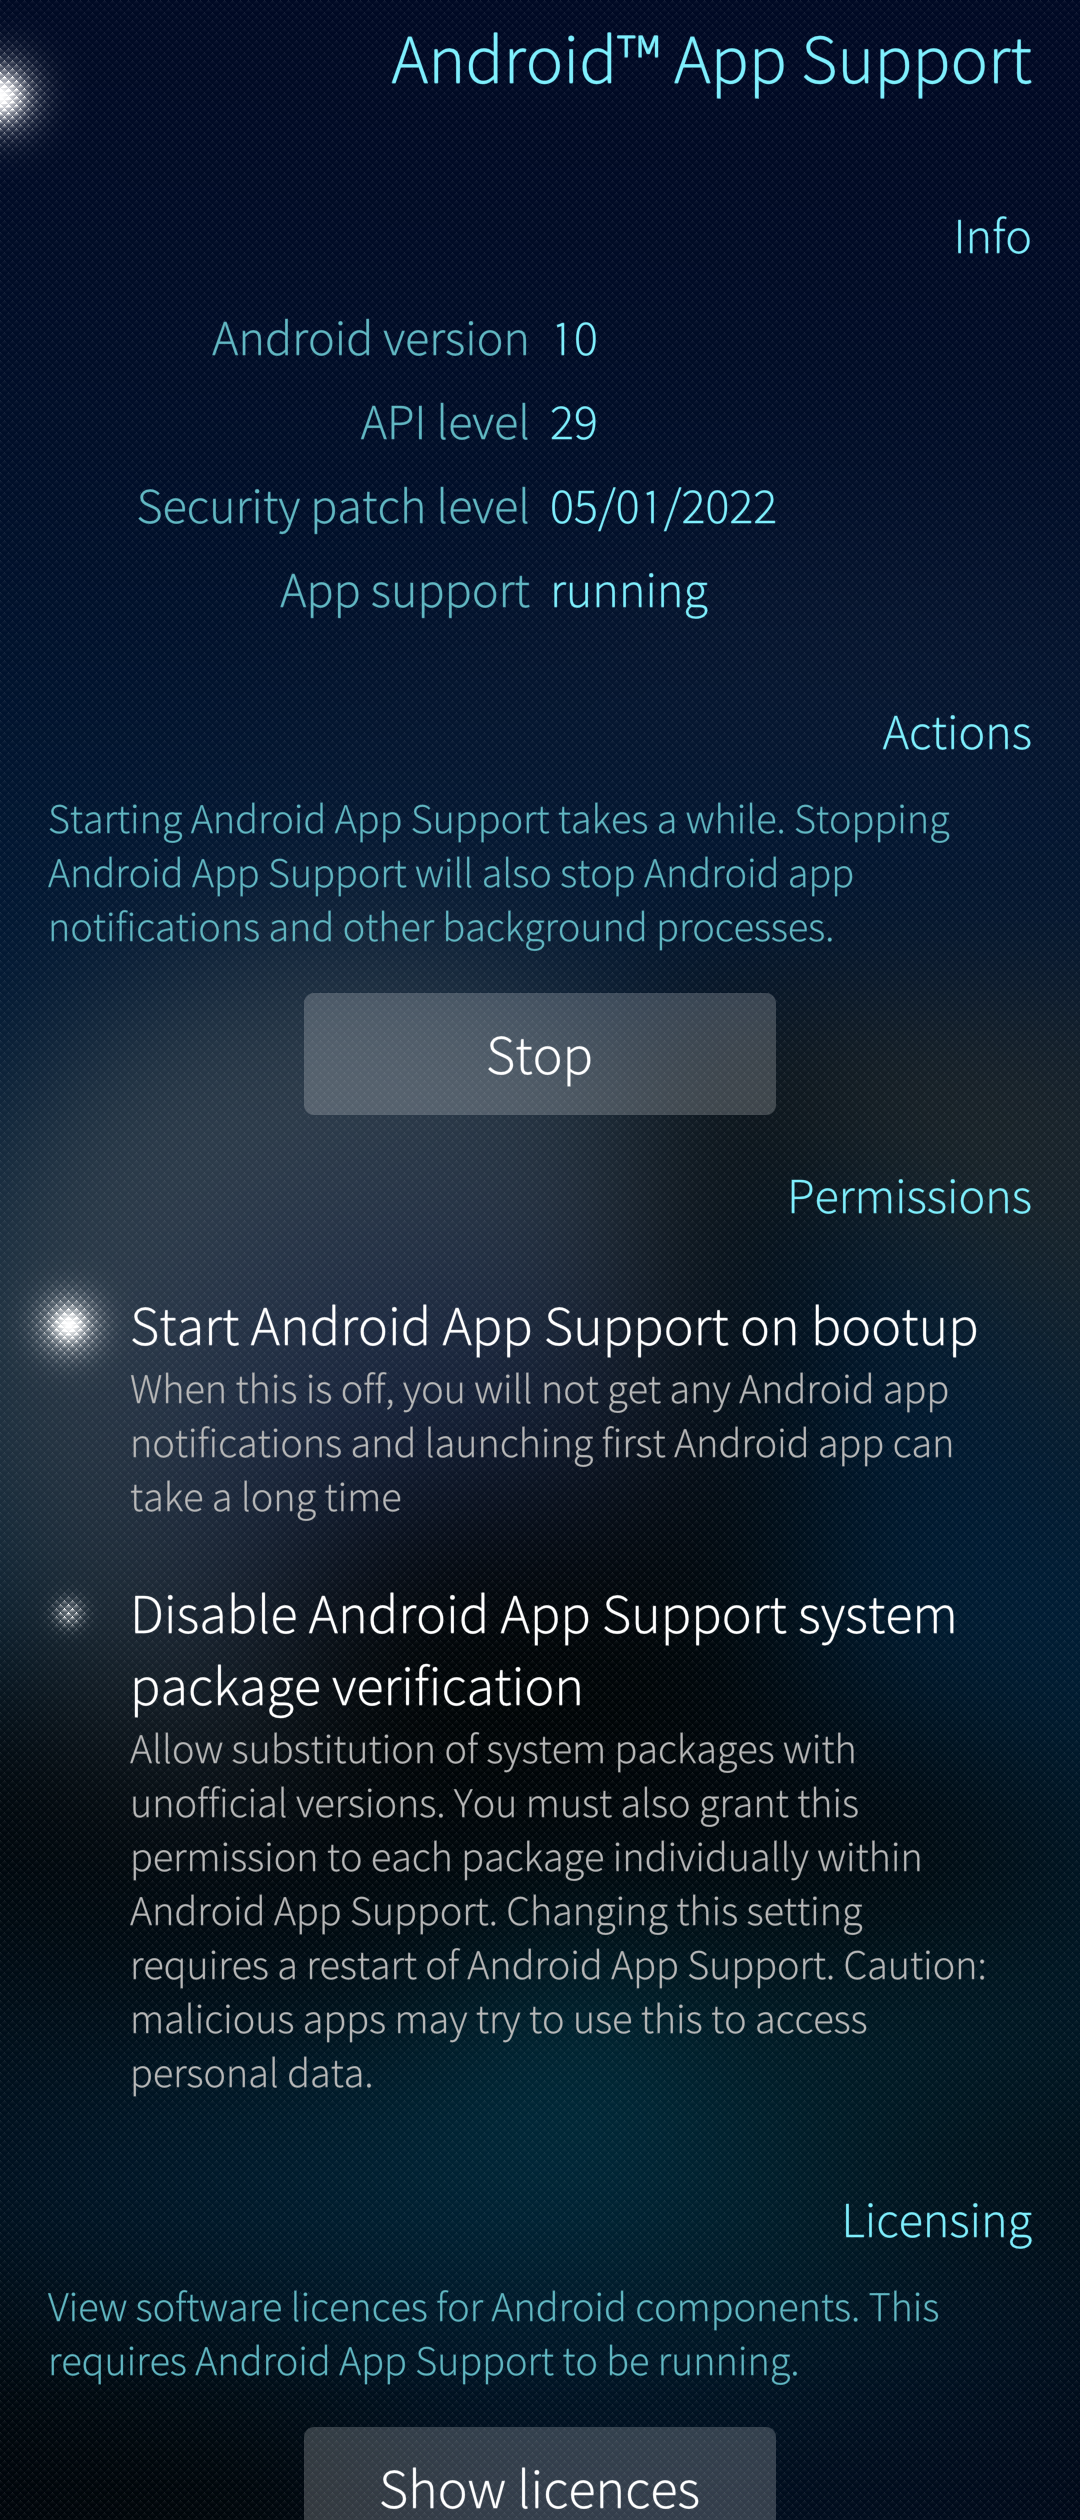 Android™ App Support
Info
Android version 10
API level 29
Security patch level 05/01/2022
App support running
Actions
Starting Android App Support takes a while. Stopping
Android App Support will also stop Android app
notifications and other background processes.
Stop
Permissions
Start Android App Support on bootup
When this is off, you will not get any Android app
notifications and launching first Android app can
take a long time
Disable Android App Support system
package verification
Allow substitution of system packages with
unofficial versions. You must also grant this
permission to each package individually within
Android App Support. Changing this setting
requires a restart of Android App Support. Caution:
malicious apps may try to use this to access
personal data.
Licensing
View software licences for Android components. This
requires Android App Support to be running.
Show licences